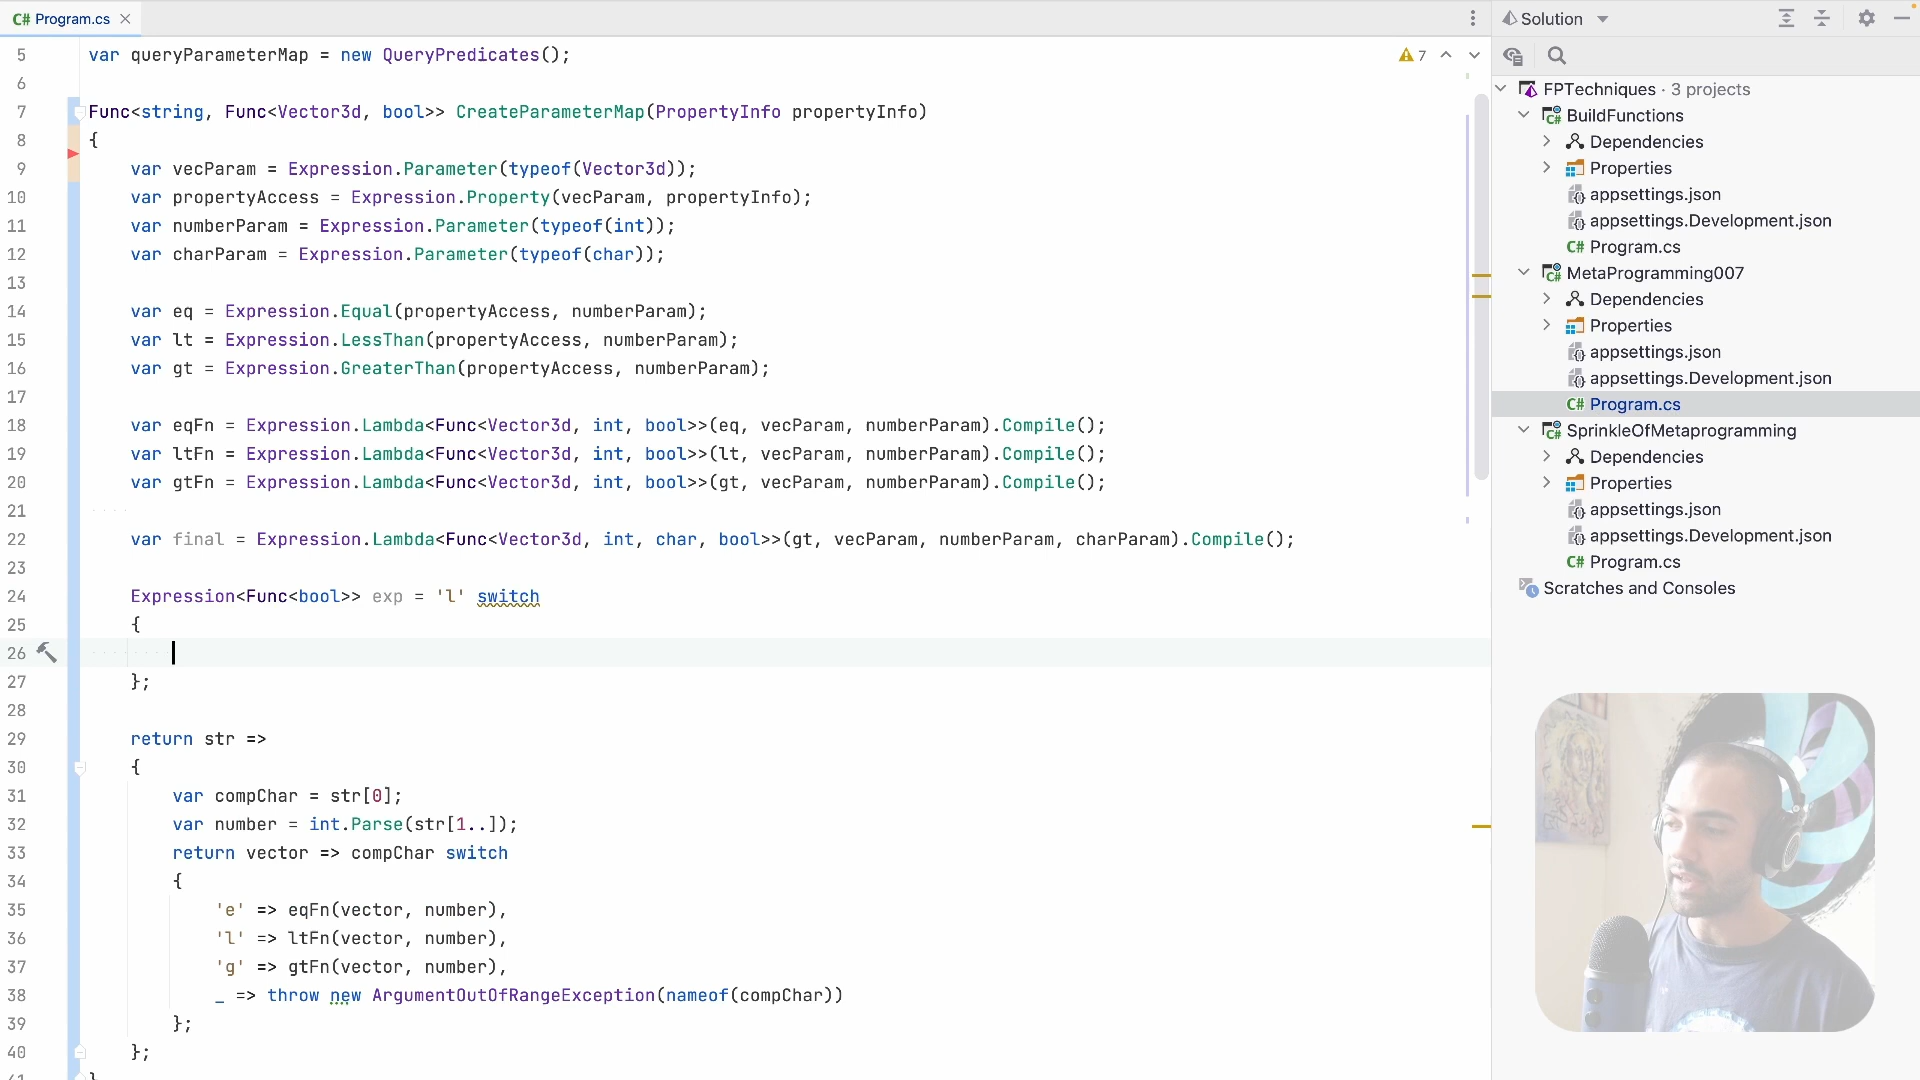 Program.cs
5 var queryParameterMap = new QueryPredicates();
7
6
7 Func<string, Func<Vector3d, bool>> CreateParameterMap(PropertyInfo propertyInfo)
8 {
9 var vecParam = Expression.Parameter(typeof(Vector3d));
10 var propertyAccess = Expression.Property(vecParam, propertyInfo);
11 var numberParam = Expression.Parameter(typeof(int));
12 var charParam = Expression.Parameter(typeof(char));
13
14 var eq = Expression.Equal(propertyAccess, numberParam);
15 var lt = Expression.LessThan(propertyAccess, numberParam);
16 var gt = Expression.GreaterThan(propertyAccess, numberParam);
17
18 var eqFn = Expression.Lambda<Func<Vector3d, int, bool>>(eq, vecParam, numberParam).Compile();
19 var ltFn = Expression.Lambda<Func<Vector3d, int, bool>>(lt, vecParam, numberParam).Compile();
20 var gtFn = Expression.Lambda<Func<Vector3d, int, bool>>(gt, vecParam, numberParam).Compile();
21
22 var final = Expression.Lambda<Func<Vector3d, int, char, bool>>(gt, vecParam, numberParam, charParam).Compile();
23
24 Expression<Func<bool>> exp = 'l' switch
25 {
26
27 };
28
29 return str =>
30 {
31 var compChar = str[0];
32 var number = int.Parse(str[1..]);
33 return vector => compChar switch
34 {
35 'e' => eqFn(vector, number),
36 'l' => ltFn(vector, number),
37 'g' => gtFn(vector, number),
38 _ => throw new ArgumentOutOfRangeException(nameof(compChar))
39 };
40 };
41 }
Solution
FPTechniques · 3 projects
C# BuildFunctions
Dependencies
Properties
appsettings.json
appsettings.Development.json
C# Program.cs
C# MetaProgramming007
Dependencies
Properties
appsettings.json
appsettings.Development.json
C# Program.cs
C# SprinkleOfMetaprogramming
Dependencies
Properties
appsettings.json
appsettings.Development.json
C# Program.cs
Scratches and Consoles